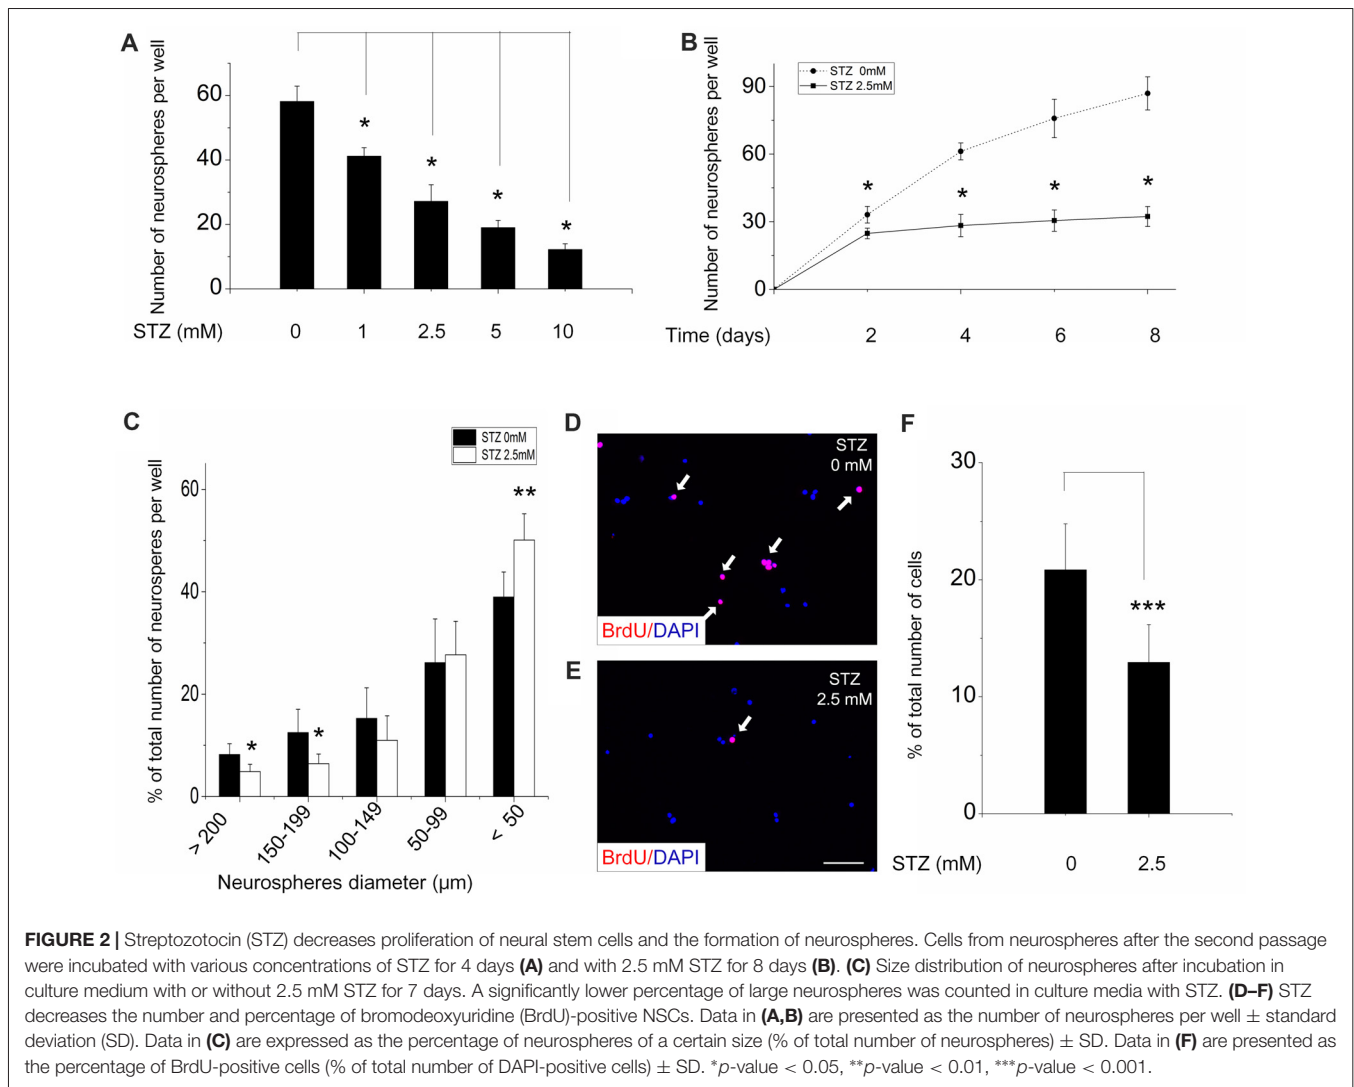 A
Number of neurospheres per well
60
40
20
0
*
*
*
*
STZ (mM)
0
1
2.5
5
10
B
Number of neurospheres per well
STZ 0mM
STZ 2.5mM
90
60
30
0
*
*
*
*
Time (days)
2
4
6
8
C
% of total number of neurosperes per well
STZ 0mM
STZ 2.5mM
60
40
20
0
*
*
**
> 200
150-199
100-149
50-99
< 50
Neurospheres diameter (µm)
D
STZ
0 mM
BrdU/DAPI
E
STZ
2.5 mM
BrdU/DAPI
F
% of total number of cells
30
20
10
0
***
STZ (mM)
0
2.5
FIGURE 2 | Streptozotocin (STZ) decreases proliferation of neural stem cells and the formation of neurospheres. Cells from neurospheres after the second passage
were incubated with various concentrations of STZ for 4 days (A) and with 2.5 mM STZ for 8 days (B). (C) Size distribution of neurospheres after incubation in
culture medium with or without 2.5 mM STZ for 7 days. A significantly lower percentage of large neurospheres was counted in culture media with STZ. (D–F) STZ
decreases the number and percentage of bromodeoxyuridine (BrdU)-positive NSCs. Data in (A,B) are presented as the number of neurospheres per well ± standard
deviation (SD). Data in (C) are expressed as the percentage of neurospheres of a certain size (% of total number of neurospheres) ± SD. Data in (F) are presented as
the percentage of BrdU-positive cells (% of total number of DAPI-positive cells) ± SD. *p-value < 0.05, **p-value < 0.01, ***p-value < 0.001.